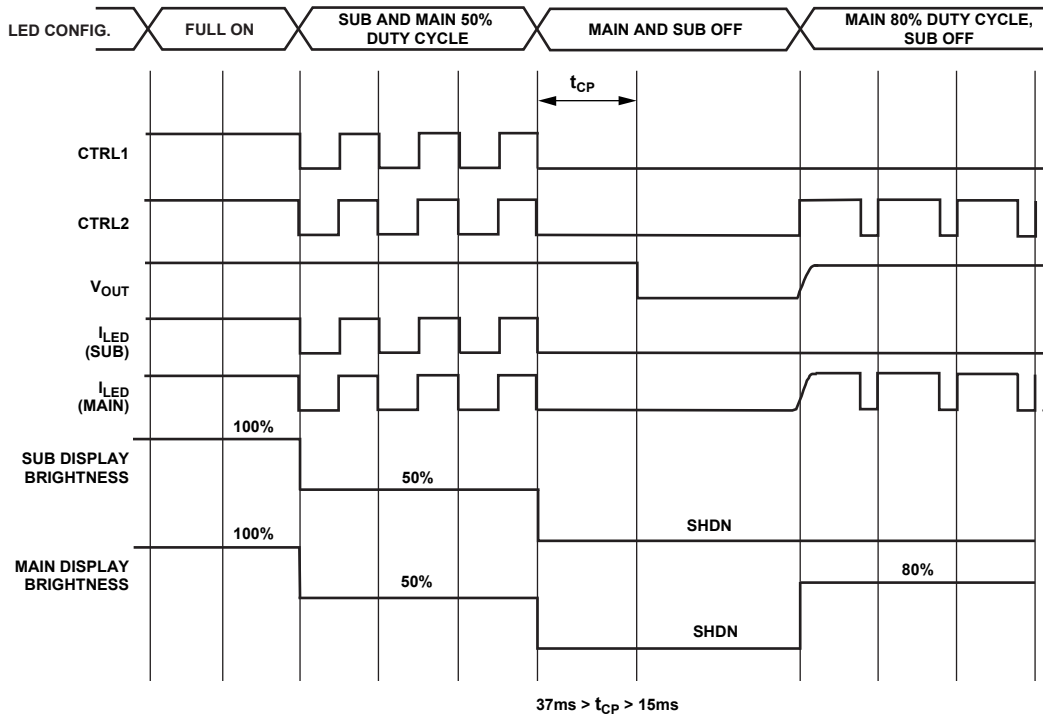 LED CONFIG.
FULL ON
SUB AND MAIN 50%
DUTY CYCLE
MAIN AND SUB OFF
MAIN 80% DUTY CYCLE,
SUB OFF
tCP
CTRL1
CTRL2
VOUT
ILED
(SUB)
ILED
(MAIN)
100%
SUB DISPLAY
BRIGHTNESS
50%
SHDN
100%
MAIN DISPLAY
BRIGHTNESS
50%
80%
SHDN
37ms > tCP > 15ms